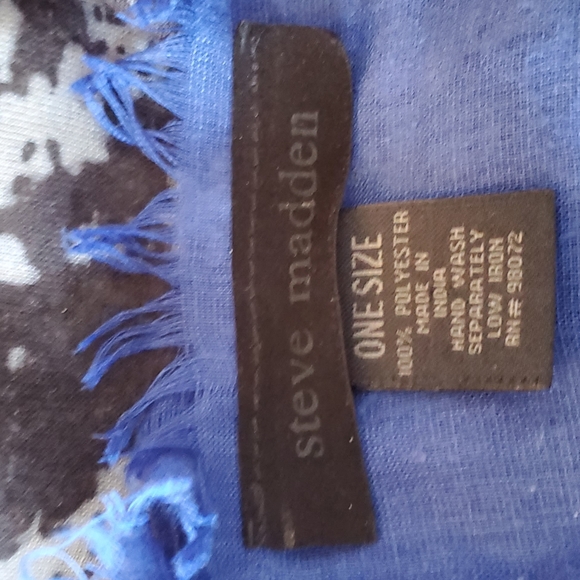 steve madden
ONE SIZE
100% POLYESTER
MADE IN
INDIA
HAND WASH
SEPARATELY
LOW IRON
RN# 98072